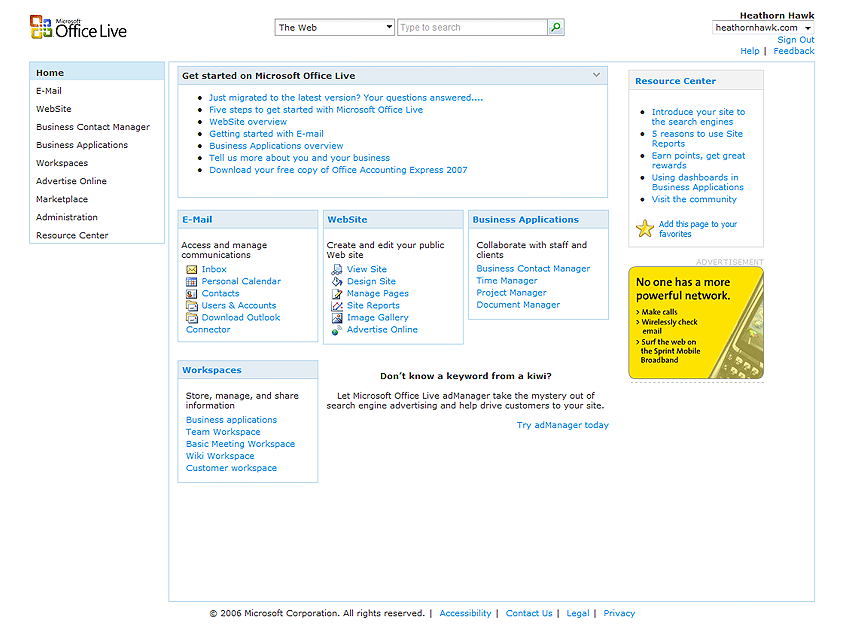 Microsoft
Office Live
The Web
Type to search
Heathorn Hawk
heathornhawk.com
Sign Out
Help | Feedback
Home
E-Mail
WebSite
Business Contact Manager
Business Applications
Workspaces
Advertise Online
Marketplace
Administration
Resource Center
Get started on Microsoft Office Live
Just migrated to the latest version? Your questions answered....
Five steps to get started with Microsoft Office Live
WebSite overview
Getting started with E-mail
Business Applications overview
Tell us more about you and your business
Download your free copy of Office Accounting Express 2007
E-Mail
Access and manage
communications
Inbox
Personal Calendar
Contacts
Users & Accounts
Download Outlook
Connector
WebSite
Create and edit your public
Web site
View Site
Design Site
Manage Pages
Site Reports
Image Gallery
Advertise Online
Business Applications
Collaborate with staff and
clients
Business Contact Manager
Time Manager
Project Manager
Document Manager
Workspaces
Store, manage, and share
information
Business applications
Team Workspace
Basic Meeting Workspace
Wiki Workspace
Customer workspace
Don't know a keyword from a kiwi?
Let Microsoft Office Live adManager take the mystery out of
search engine advertising and help drive customers to your site.
Try adManager today
Resource Center
Introduce your site to
the search engines
5 reasons to use Site
Reports
Earn points, get great
rewards
Using dashboards in
Business Applications
Visit the community
Add this page to your
favorites
ADVERTISEMENT
No one has a more
powerful network.
> Make calls
> Wirelessly check
email
> Surf the web on
the Sprint Mobile
Broadband
© 2006 Microsoft Corporation. All rights reserved. | Accessibility | Contact Us | Legal | Privacy